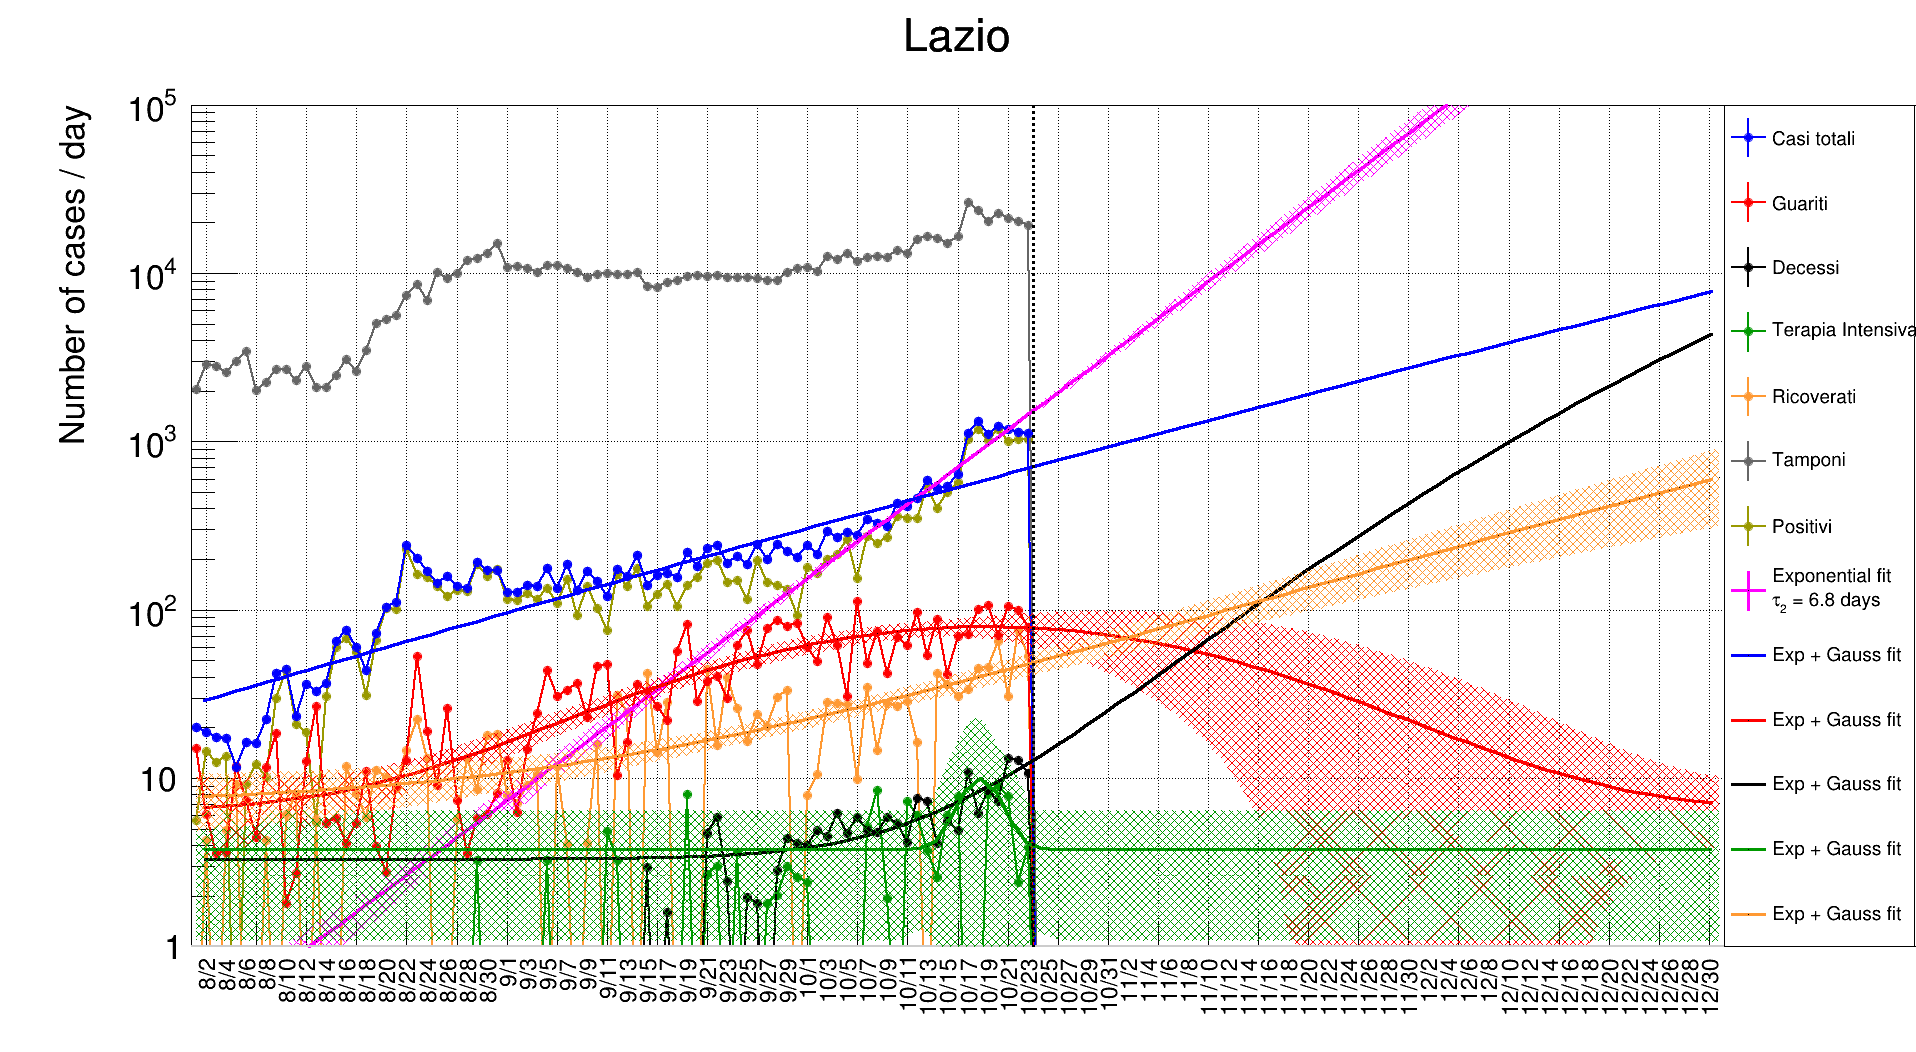 Lazio
Number of cases / day
10^5
10^4
10^3
10^2
10
1
8/2 8/4 8/6 8/8 8/10 8/12 8/14 8/16 8/18 8/20 8/22 8/24 8/26 8/28 8/30 9/1 9/3 9/5 9/7 9/9 9/11 9/13 9/15 9/17 9/19 9/21 9/23 9/25 9/27 9/29 10/1 10/3 10/5 10/7 10/9 10/11 10/13 10/15 10/17 10/19 10/21 10/23 10/25 10/27 10/29 10/31 11/2 11/4 11/6 11/8 11/10 11/12 11/14 11/16 11/18 11/20 11/22 11/24 11/26 11/28 11/30 12/2 12/4 12/6 12/8 12/10 12/12 12/14 12/16 12/18 12/20 12/22 12/24 12/26 12/28 12/30
Casi totali
Guariti
Decessi
Terapia Intensiva
Ricoverati
Tamponi
Positivi
Exponential fit
τ₂ = 6.8 days
Exp + Gauss fit
Exp + Gauss fit
Exp + Gauss fit
Exp + Gauss fit
Exp + Gauss fit